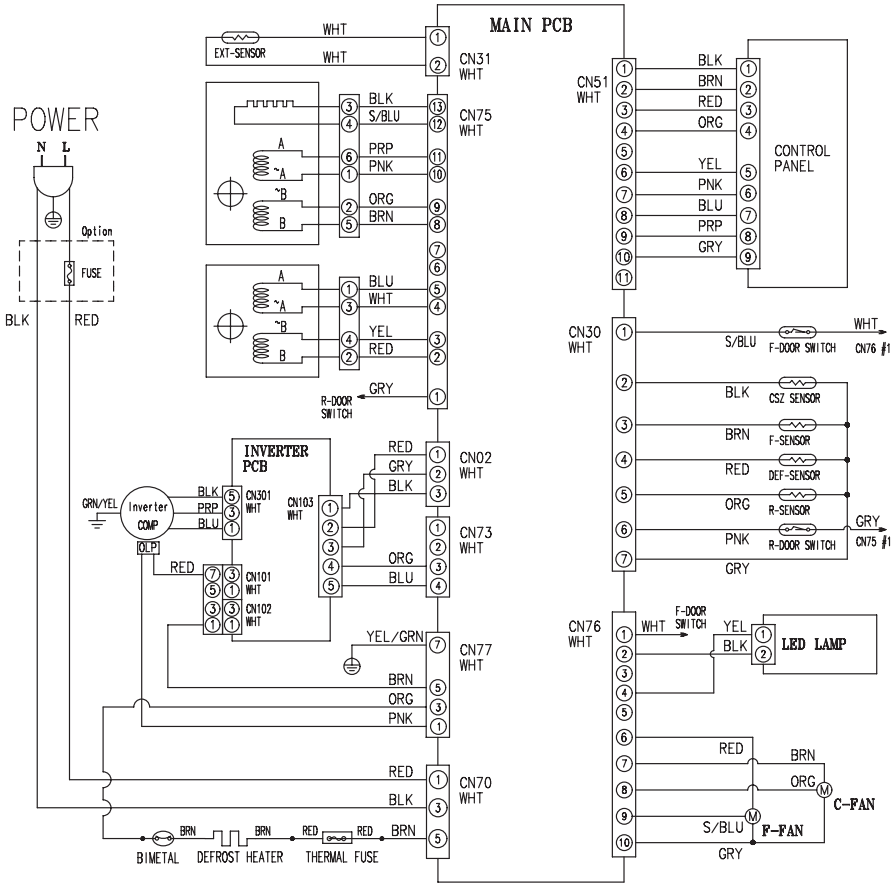 MAIN PCB
EXT-SENSOR
WHT
WHT
1
2
CN31
WHT
POWER
N L
Option
FUSE
BLK
RED
3 BLK 13
4 S/BLU 12
CN75
WHT
A
~A
6 PRP 11
1 PNK 10
~B
B
2 ORG 9
5 BRN 8
7
6
A
~A
1 BLU 5
3 WHT 4
~B
B
4 YEL 3
2 RED 2
R-DOOR
SWITCH
GRY
1
INVERTER
PCB
RED 1
GRY 2
BLK 3
CN02
WHT
GRN/YEL
Inverter
COMP
OLP
BLK 5
PRP 3
BLU 1
CN301
WHT
CN103
WHT
1
2
3
4
5
CN73
WHT
1
2
ORG 3
BLU 4
RED
7 3
5 1
CN101
WHT
3 3
1 1
CN102
WHT
YEL/GRN 7
CN77
WHT
BRN 5
ORG 3
PNK 1
RED 1
CN70
WHT
BLK 3
BRN 5
BRN BRN RED RED
BIMETAL DEFROST HEATER THERMAL FUSE
CN51
WHT
1 BLK 1
2 BRN 2
3 RED 3
4 ORG 4
5
6 YEL 5
7 PNK 6
8 BLU 7
9 PRP 8
10 GRY 9
11
CONTROL
PANEL
CN30
WHT
1
S/BLU F-DOOR SWITCH
WHT
CN76 #1
2
BLK CSZ SENSOR
3
BRN F-SENSOR
4
RED DEF-SENSOR
5
ORG R-SENSOR
6
PNK R-DOOR SWITCH
GRY
CN75 #1
7
GRY
CN76
WHT
1 WHT
F-DOOR
SWITCH
2
3
4
5
YEL 1
BLK 2
LED LAMP
6
RED
7
BRN
8
ORG
M
C-FAN
9
S/BLU
M
F-FAN
10
GRY